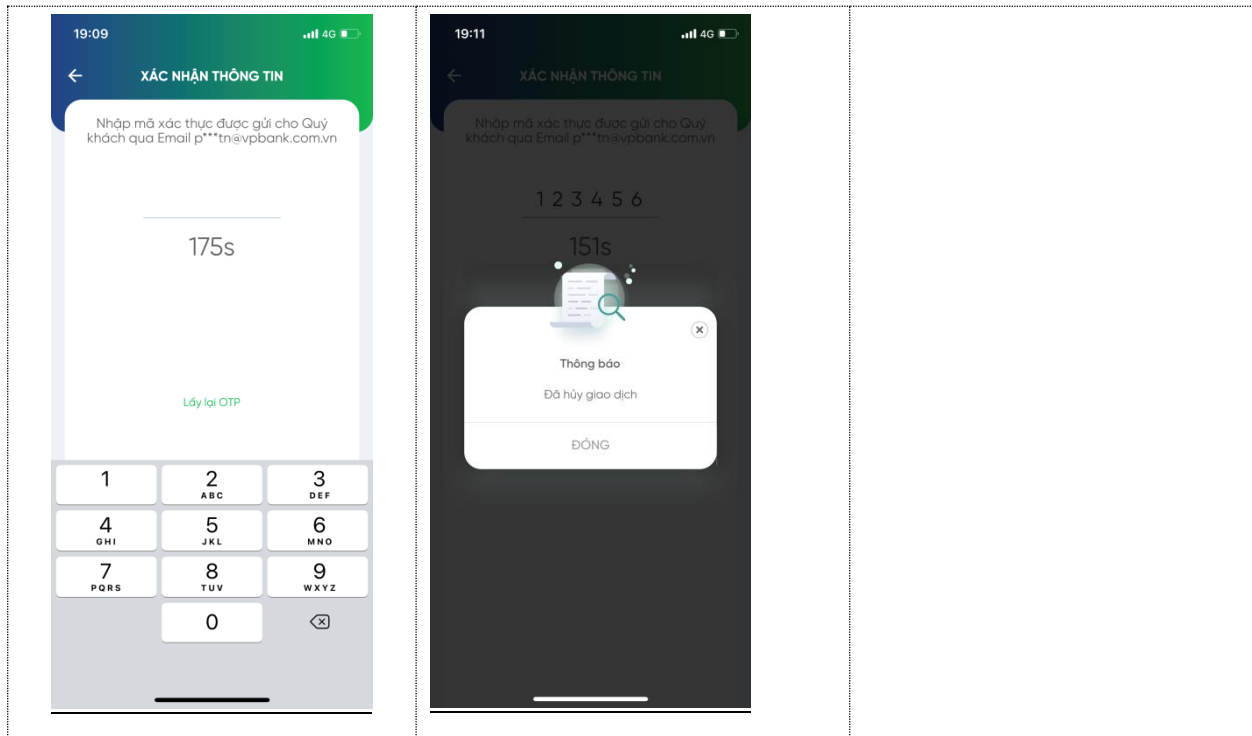 19:09
4G
XÁC NHẬN THÔNG TIN
Nhập mã xác thực được gửi cho Quý
khách qua Email p***tn@vpbank.com.vn
175s
Lấy lại OTP
1
2
ABC
3
DEF
4
GHI
5
JKL
6
MNO
7
PQRS
8
TUV
9
WXYZ
0
19:11
4G
XÁC NHẬN THÔNG TIN
Nhập mã xác thực được gửi cho Quý
khách qua Email p***tn@vpbank.com.vn
1 2 3 4 5 6
151s
Thông báo
Đã hủy giao dịch
ĐÓNG